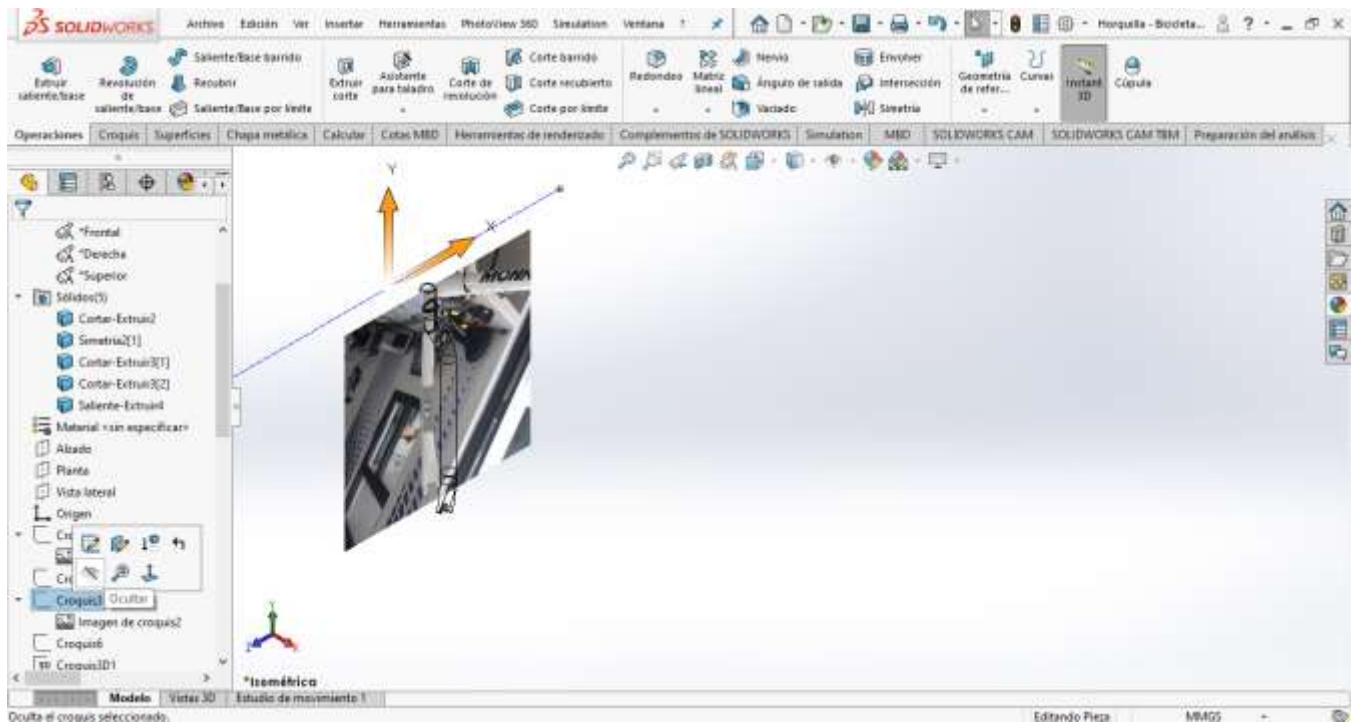 SOLIDWORKS Archivo Edición Ver Insertar Herramientas PhotoView 360 Simulation Ventana ? Horquilla - Bicicleta...
Extruir saliente/base
Revolución de saliente/base
Saliente/Base barrido
Recubrir
Saliente/Base por límite
Extruir corte
Asistente para taladro
Corte de revolución
Corte barrido
Corte recubierto
Corte por límite
Redondeo
Matriz lineal
Nervio
Ángulo de salida
Vaciado
Envolver
Intersección
Simetría
Geometría de refer...
Curvas
Instant 3D
Cúpula
Operaciones Croquis Superficies Chapa metálica Calcular Cotas MBD Herramientas de renderizado Complementos de SOLIDWORKS Simulation MBD SOLIDWORKS CAM SOLIDWORKS CAM TBM Preparación del análisis
Y
X
*Frontal
*Derecha
*Superior
Sólidos(5)
Cortar-Extruir2
Simetría2[1]
Cortar-Extruir3[1]
Cortar-Extruir3[2]
Saliente-Extruir4
Material <sin especificar>
Alzado
Planta
Vista lateral
Origen
Croquis3 Ocultar
Imagen de croquis2
Croquis6
Croquis3D1
*Isométrica
Modelo Vistas 3D Estudio de movimiento 1
Oculta el croquis seleccionado. Editando Pieza MMGS